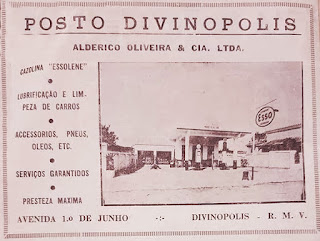 POSTO DIVINOPOLIS
ALDERICO OLIVEIRA & CIA. LTDA.
GAZOLINA "ESSOLENE"
•
LUBRIFICAÇÃO E LIM-
PEZA DE CARROS
•
ACCESSORIOS, PNEUS,
OLEOS, ETC.
•
SERVIÇOS GARANTIDOS
•
PRESTEZA MAXIMA
ESSO
AVENIDA 1.o DE JUNHO -:- DIVINOPOLIS - R. M. V.